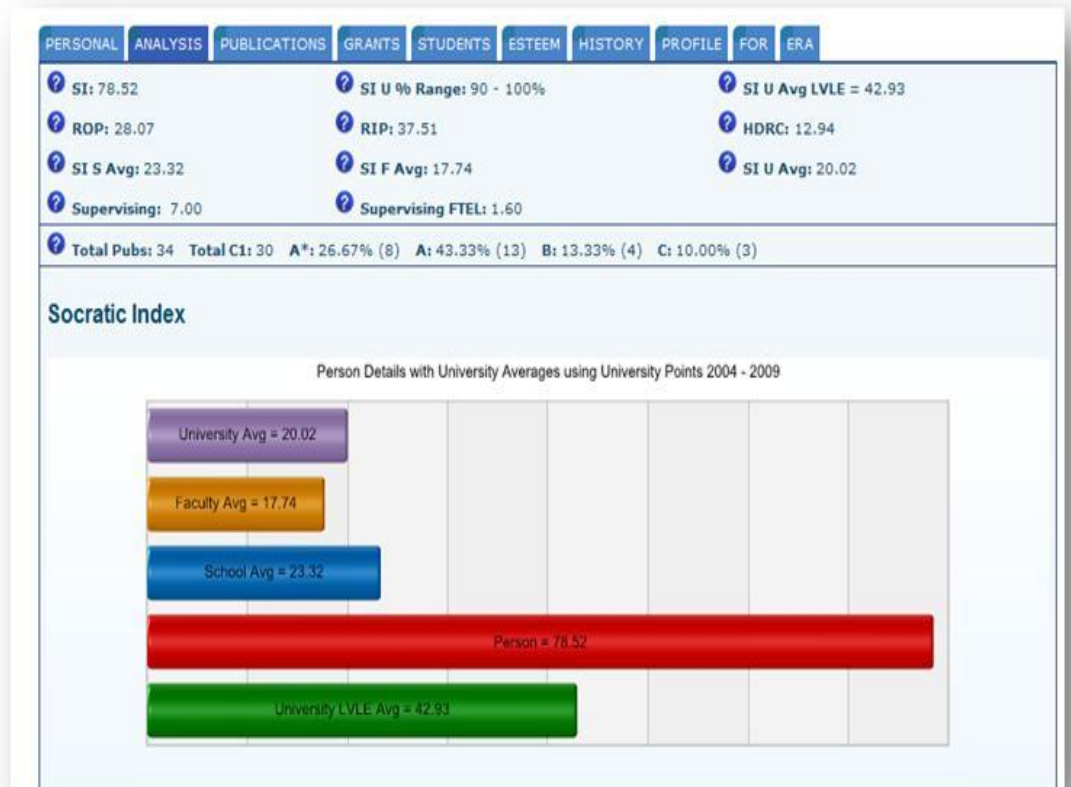 PERSONAL ANALYSIS PUBLICATIONS GRANTS STUDENTS ESTEEM HISTORY PROFILE FOR ERA
? SI: 78.52 ? SI U % Range: 90 - 100% ? SI U Avg LVLE = 42.93
? ROP: 28.07 ? RIP: 37.51 ? HDRC: 12.94
? SI S Avg: 23.32 ? SI F Avg: 17.74 ? SI U Avg: 20.02
? Supervising: 7.00 ? Supervising FTEL: 1.60
? Total Pubs: 34 Total C1: 30 A*: 26.67% (8) A: 43.33% (13) B: 13.33% (4) C: 10.00% (3)
Socratic Index
Person Details with University Averages using University Points 2004 - 2009
University Avg = 20.02
Faculty Avg = 17.74
School Avg = 23.32
Person = 78.52
University LVLE Avg = 42.93